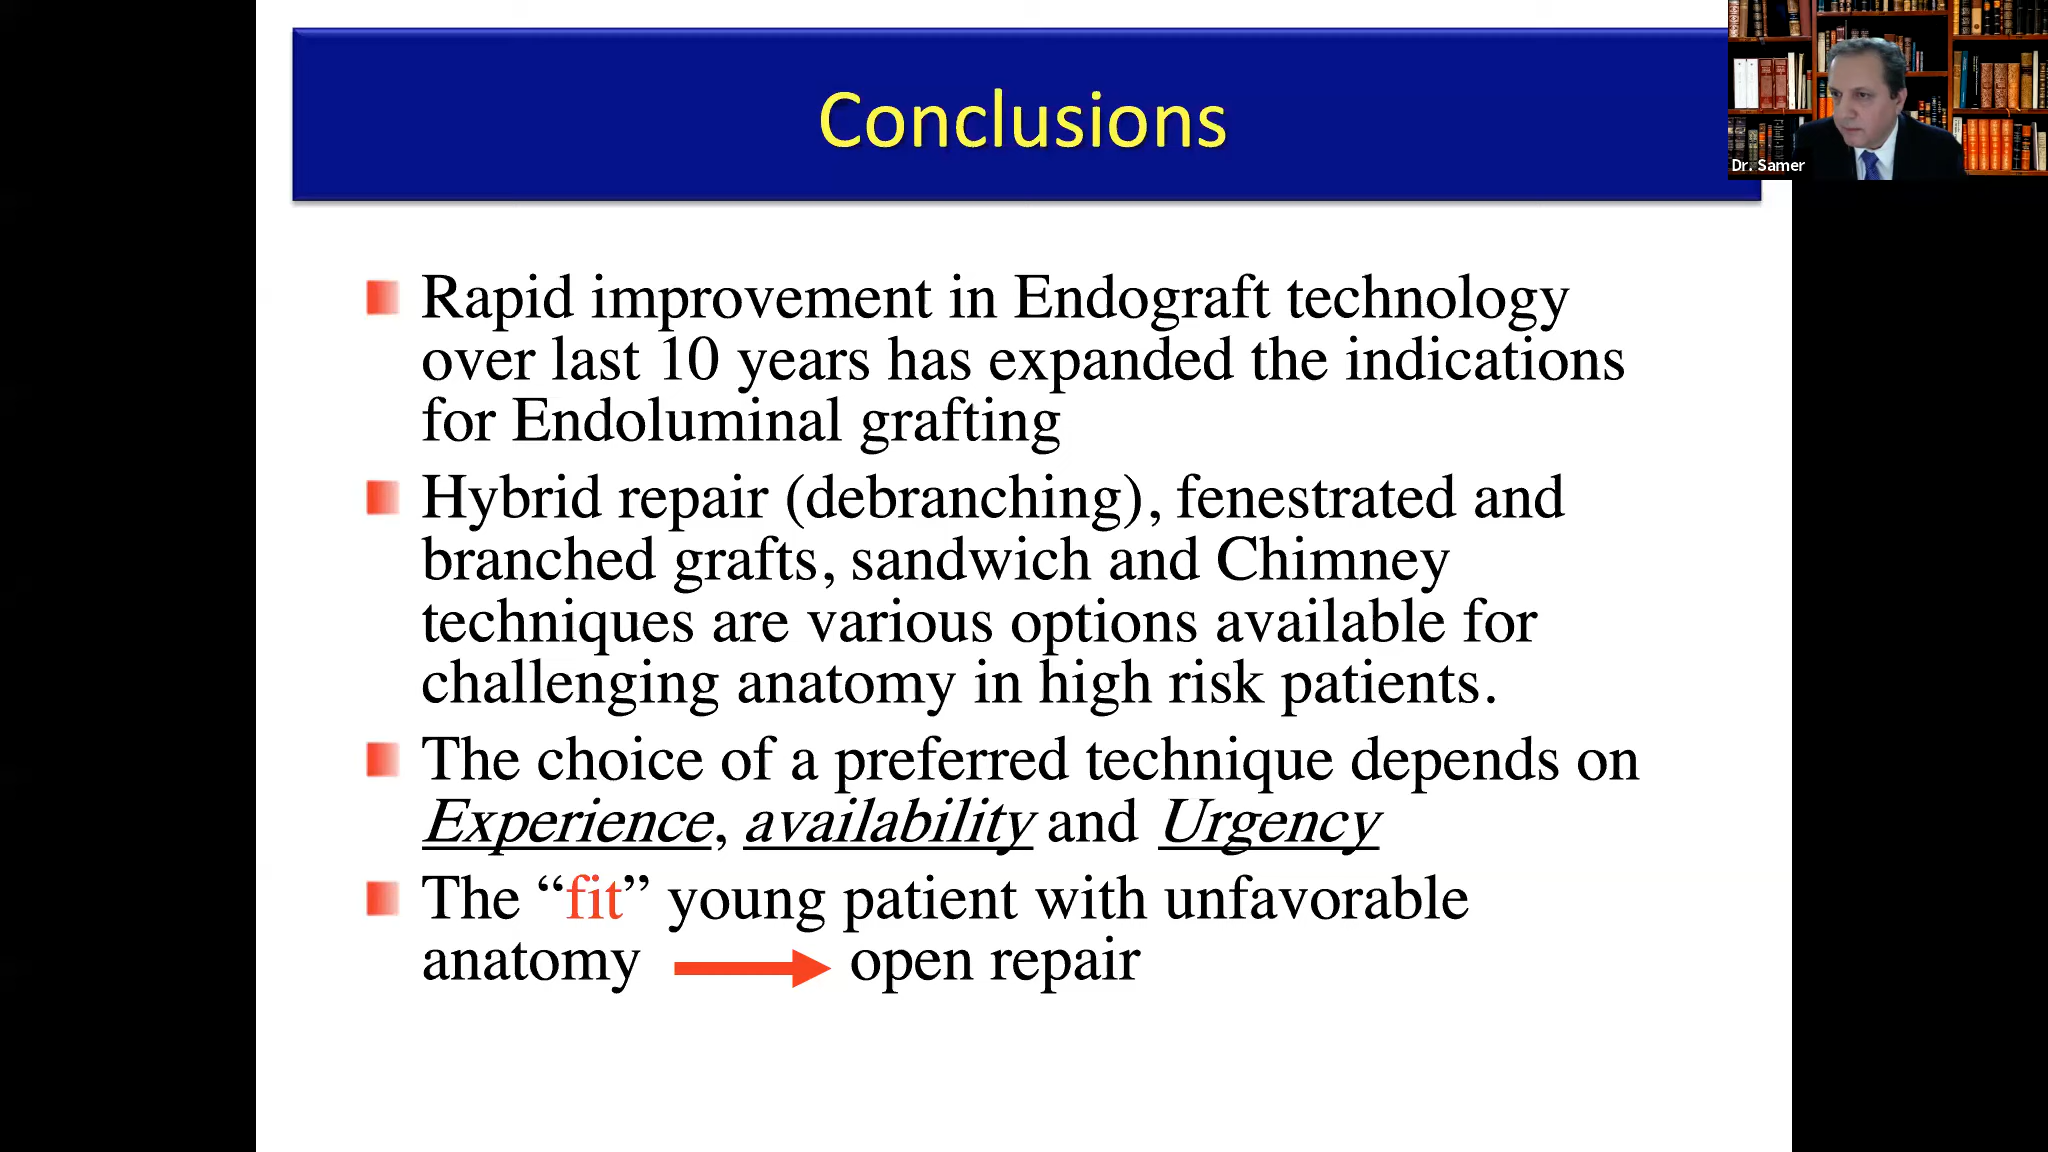 Conclusions
Dr. Samer
Rapid improvement in Endograft technology
over last 10 years has expanded the indications
for Endoluminal grafting
Hybrid repair (debranching), fenestrated and
branched grafts, sandwich and Chimney
techniques are various options available for
challenging anatomy in high risk patients.
The choice of a preferred technique depends on
Experience, availability and Urgency
The “fit” young patient with unfavorable
anatomy open repair